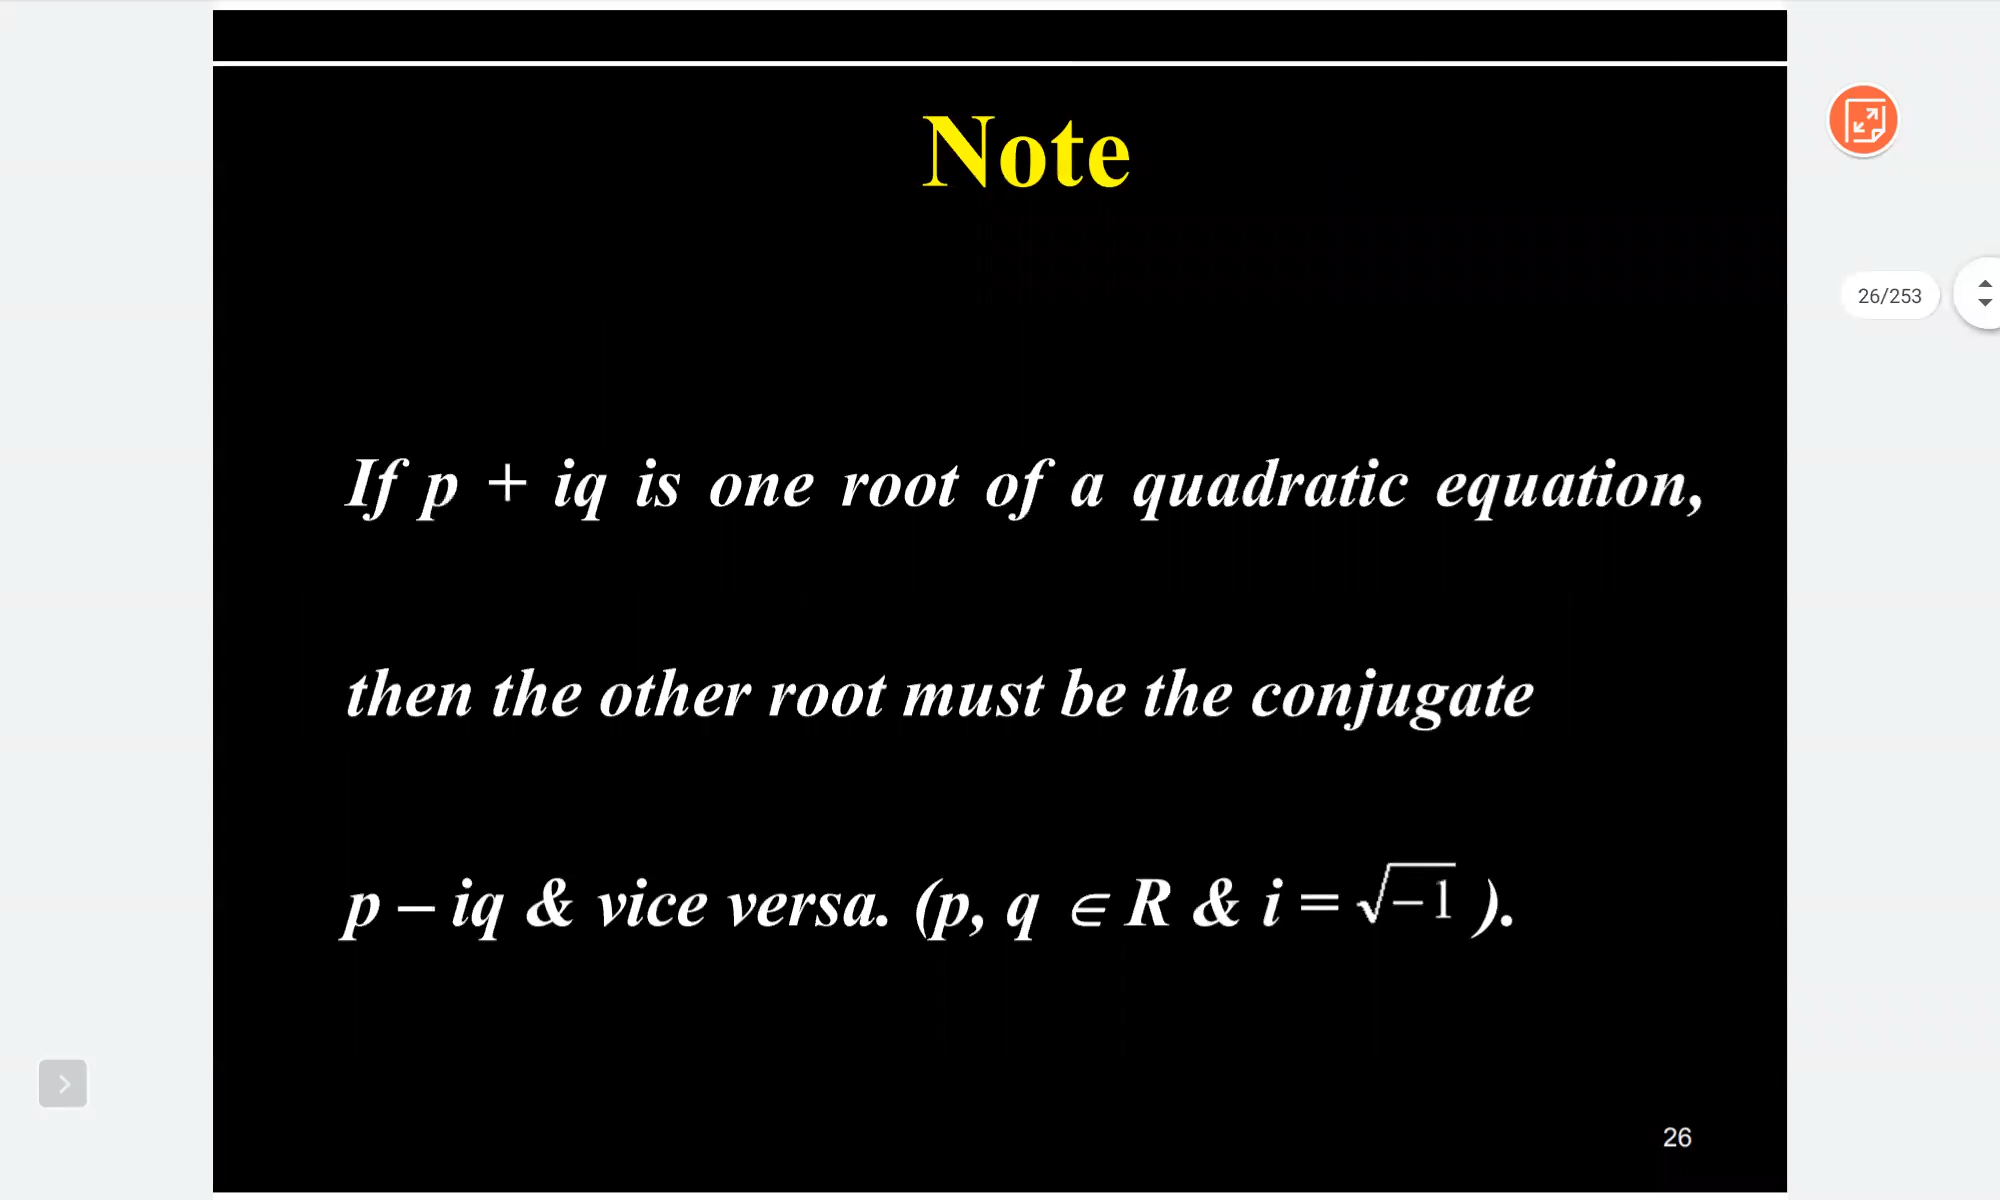 Note
26/253
If p + iq is one root of a quadratic equation,
then the other root must be the conjugate
p – iq & vice versa. (p, q ∈ R & i = √−1 ).
26